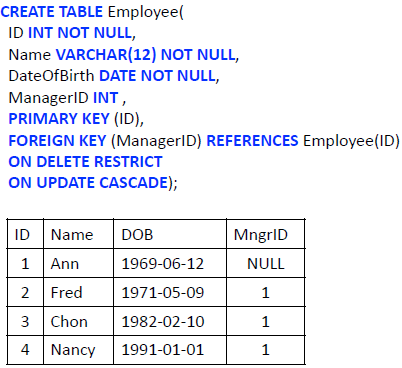 CREATE TABLE Employee(
ID INT NOT NULL,
Name VARCHAR(12) NOT NULL,
DateOfBirth DATE NOT NULL,
ManagerID INT ,
PRIMARY KEY (ID),
FOREIGN KEY (ManagerID) REFERENCES Employee(ID)
ON DELETE RESTRICT
ON UPDATE CASCADE);
ID Name DOB MngrID
1 Ann 1969-06-12 NULL
2 Fred 1971-05-09 1
3 Chon 1982-02-10 1
4 Nancy 1991-01-01 1